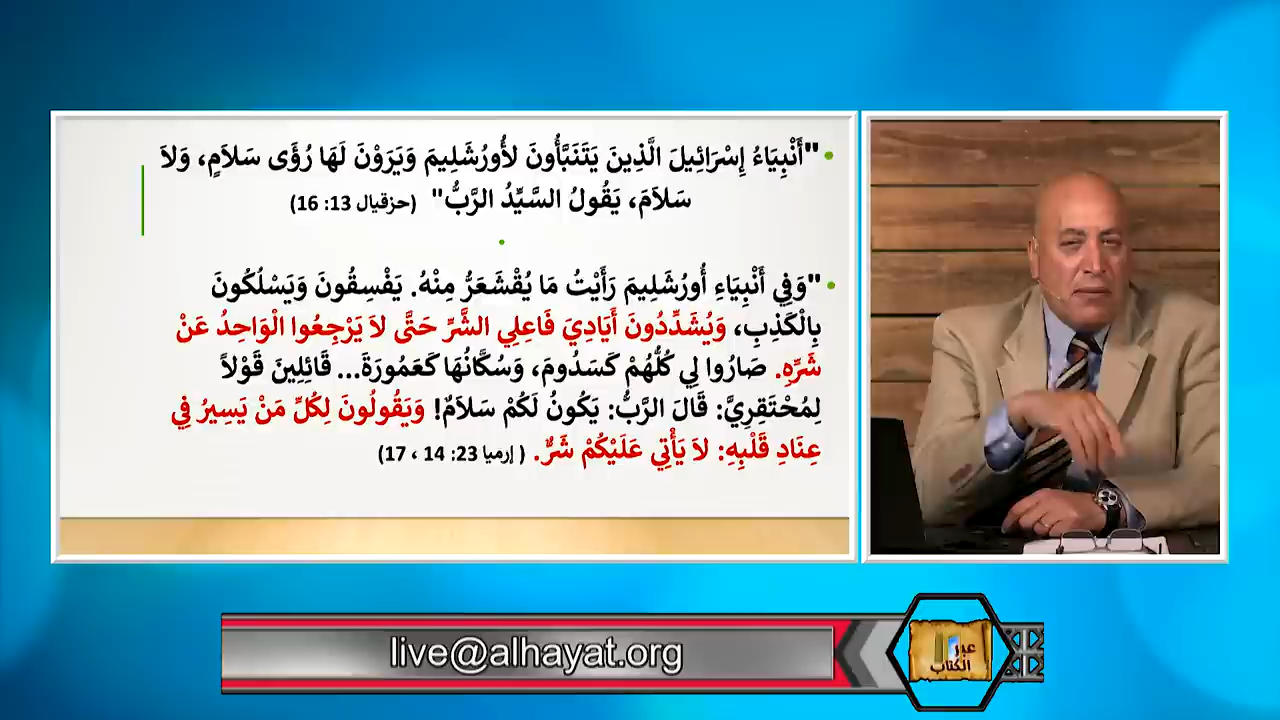 "أَنْبِيَاءُ إِسْرَائِيلَ الَّذِينَ يَتَنَبَّأُونَ لأُورُشَلِيمَ وَيَرَوْنَ لَهَا رُؤَى سَلاَمٍ، وَلاَ
سَلاَمَ، يَقُولُ السَّيِّدُ الرَّبُّ" (حزقيال 13: 16)
"وَفِي أَنْبِيَاءِ أُورُشَلِيمَ رَأَيْتُ مَا يُقْشَعَرُّ مِنْهُ. يَفْسِقُونَ وَيَسْلُكُونَ
بِالْكَذِبِ، وَيُشَدِّدُونَ أَيَادِيَ فَاعِلِي الشَّرِّ حَتَّى لاَ يَرْجِعُوا الْوَاحِدُ عَنْ
شَرِّهِ. صَارُوا لِي كُلُّهُمْ كَسَدُومَ، وَسُكَّانُهَا كَعَمُورَةَ... قَائِلِينَ قَوْلاً
لِمُحْتَقِرِيَّ: قَالَ الرَّبُّ: يَكُونُ لَكُمْ سَلاَمٌ! وَيَقُولُونَ لِكُلِّ مَنْ يَسِيرُ فِي
عِنَادِ قَلْبِهِ: لاَ يَأْتِي عَلَيْكُمْ شَرٌّ. ( إرميا 23: 14 ، 17)
live@alhayat.org
عبر
الكتاب